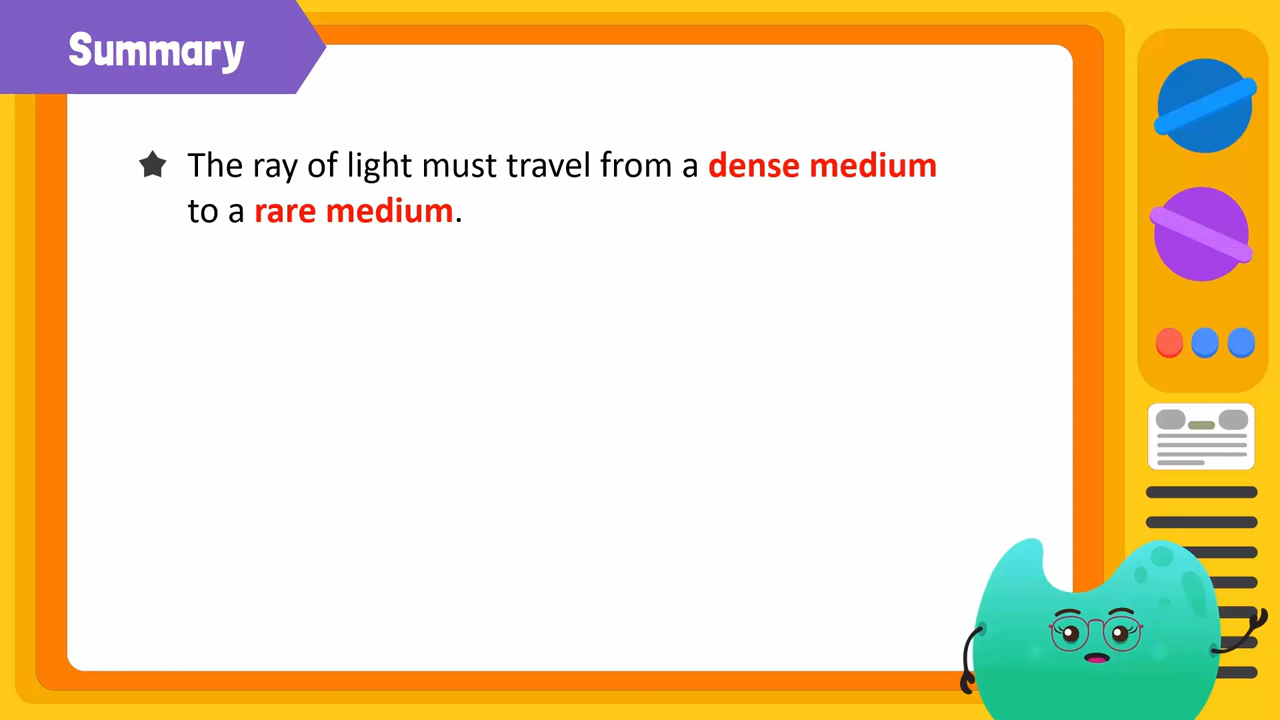 Summary
The ray of light must travel from a dense medium
to a rare medium.